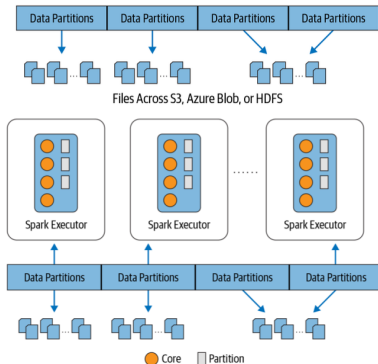 Data Partitions Data Partitions Data Partitions Data Partitions
Files Across S3, Azure Blob, or HDFS
Spark Executor Spark Executor Spark Executor
Data Partitions Data Partitions Data Partitions Data Partitions
Core Partition